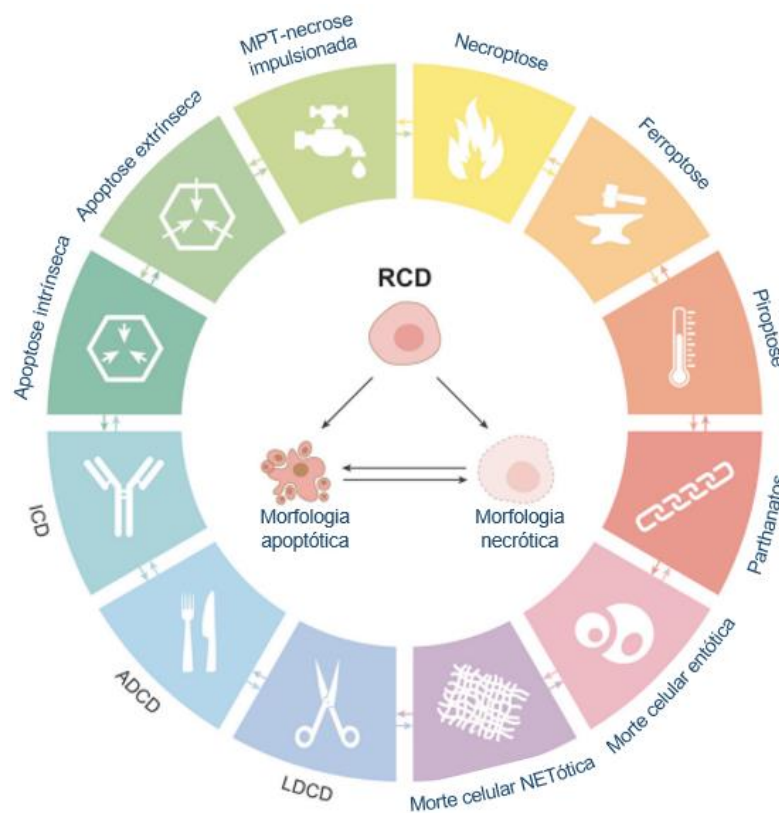 MPT-necrose
impulsionada
Necroptose
Ferroptose
Piroptose
Parthanatos
Morte celular entótica
Morte celular NETótica
LDCD
ADCD
ICD
Apoptose intrínseca
Apoptose extrínseca
RCD
Morfologia
apoptótica
Morfologia
necrótica